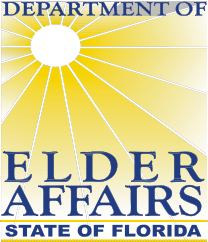 DEPARTMENT OF
ELDER
AFFAIRS
STATE OF FLORIDA